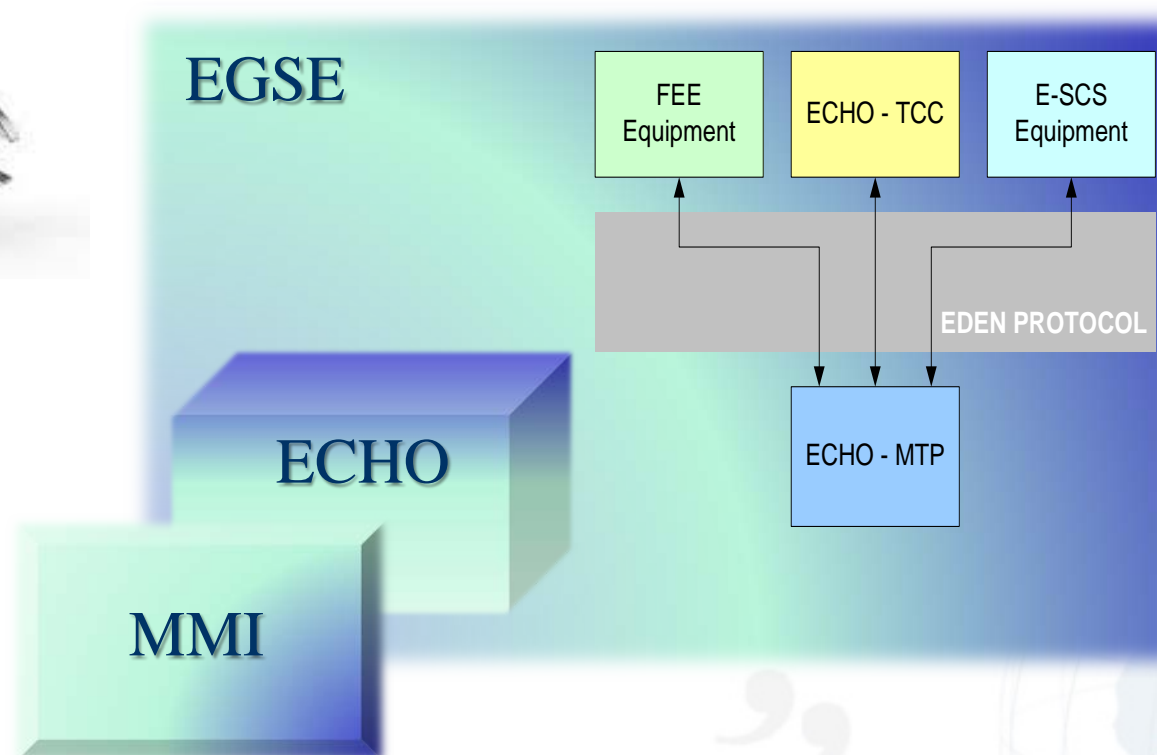 EGSE
FEE
Equipment
ECHO - TCC
E-SCS
Equipment
EDEN PROTOCOL
ECHO - MTP
ECHO
MMI